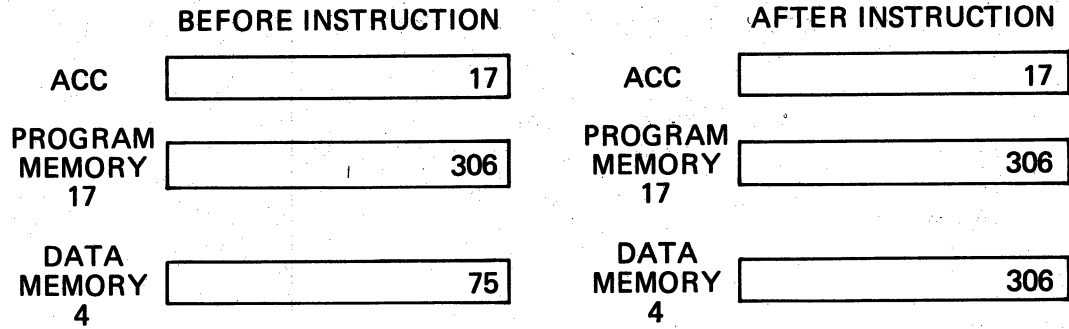 BEFORE INSTRUCTION
ACC 17
PROGRAM
MEMORY 306
17
DATA
MEMORY 75
4
AFTER INSTRUCTION
ACC 17
PROGRAM
MEMORY 306
17
DATA
MEMORY 306
4